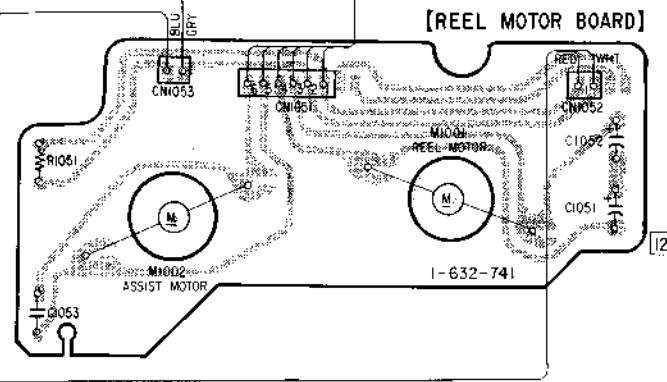 [REEL MOTOR BOARD]
BLU
GRY
RED WHT
CN1053
CN1051
CN1052
M1001
REEL MOTOR
C1052
R1051
M
M
C1051
M1002
ASSIST MOTOR
1-632-741
12
C1053